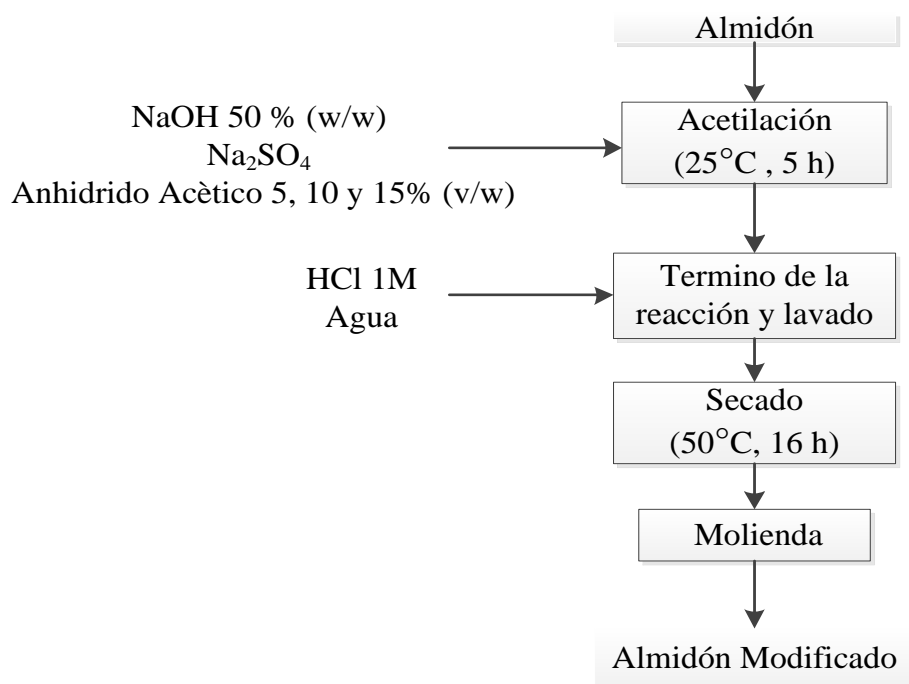 Almidón
NaOH 50 % (w/w)
Na₂SO₄
Anhidrido Acètico 5, 10 y 15% (v/w)
Acetilación
(25°C , 5 h)
HCl 1M
Agua
Termino de la
reacción y lavado
Secado
(50°C, 16 h)
Molienda
Almidón Modificado